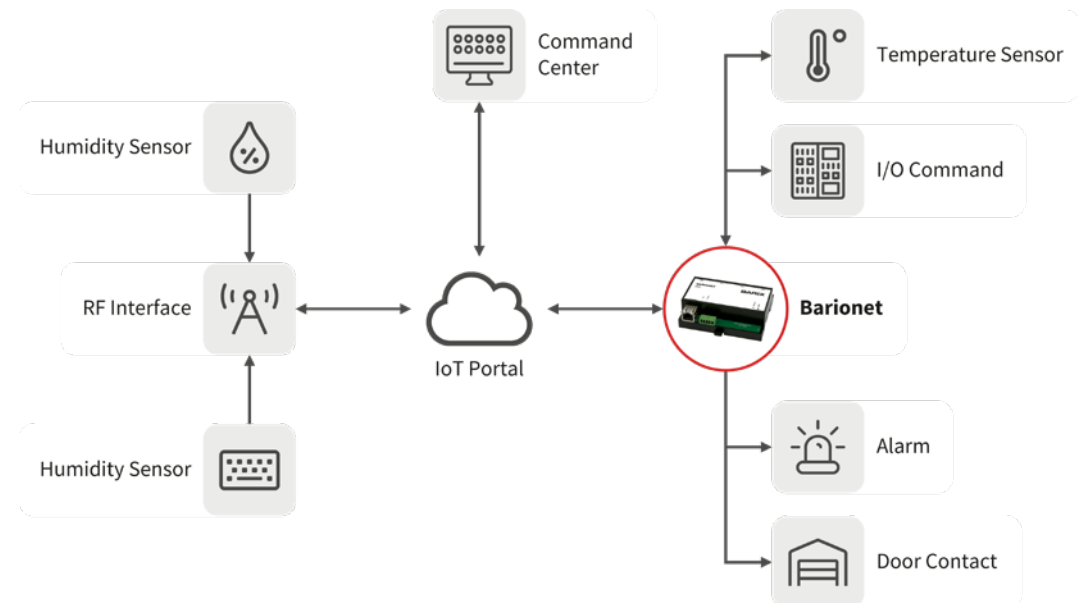 Command
Center
Temperature Sensor
Humidity Sensor
I/O Command
RF Interface
Barionet
IoT Portal
Alarm
Humidity Sensor
Door Contact